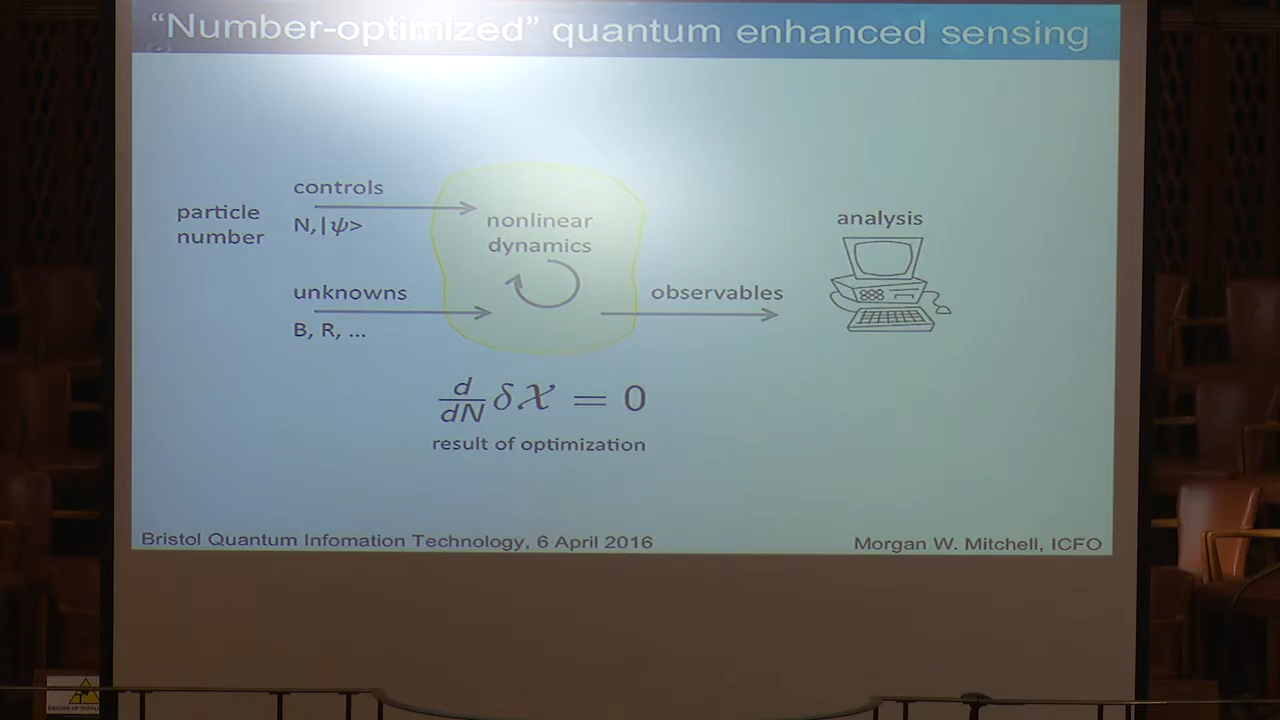 “Number-optimized” quantum enhanced sensing
controls
particle
number
N,|ψ>
nonlinear
dynamics
analysis
unknowns
B, R, ...
observables
888
d/dN δ𝒳 = 0
result of optimization
Bristol Quantum Infomation Technology, 6 April 2016
Morgan W. Mitchell, ICFO